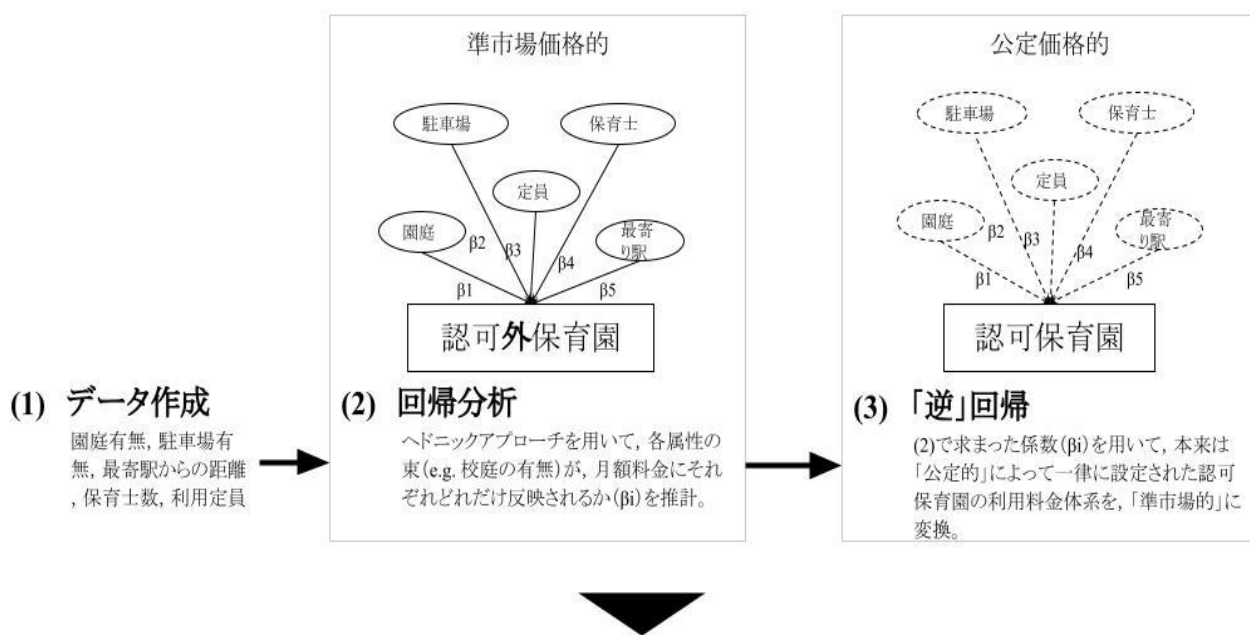 準市場価格的
駐車場
保育士
定員
園庭
最寄
り駅
β2
β3
β4
β1
β5
認可外保育園
公定価格的
駐車場
保育士
定員
園庭
最寄
り駅
β2
β3
β4
β1
β5
認可保育園
(1) データ作成
園庭有無, 駐車場有
無, 最寄駅からの距離
, 保育士数, 利用定員
(2) 回帰分析
ヘドニックアプローチを用いて, 各属性の
束(e.g. 校庭の有無)が, 月額料金にそれ
ぞれどれだけ反映されるか(βi)を推計。
(3) 「逆」回帰
(2)で求まった係数(βi)を用いて, 本来は
「公定的」によって一律に設定された認可
保育園の利用料金体系を, 「準市場的」に
変換。